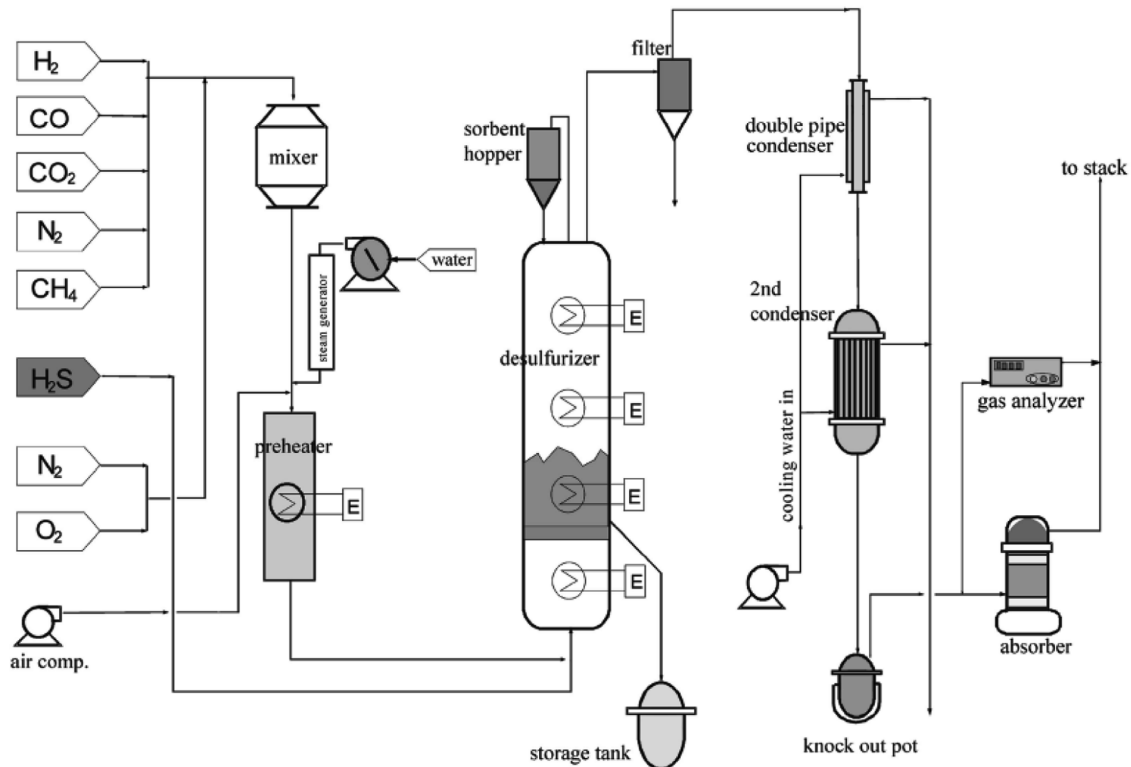 H₂
CO
CO₂
N₂
CH₄
H₂S
N₂
O₂
air comp.
mixer
water
steam generator
preheater
E
sorbent
hopper
desulfurizer
E
E
E
E
storage tank
filter
double pipe
condenser
2nd
condenser
cooling water in
knock out pot
to stack
gas analyzer
absorber